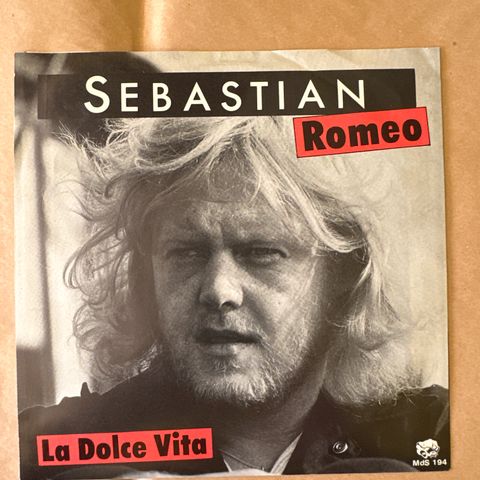 SEBASTIAN
Romeo
La Dolce Vita
MdS 194